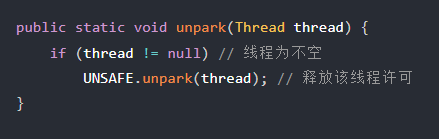 public static void unpark(Thread thread) {
    if (thread != null) // 线程为不空
        UNSAFE.unpark(thread); // 释放该线程许可
}